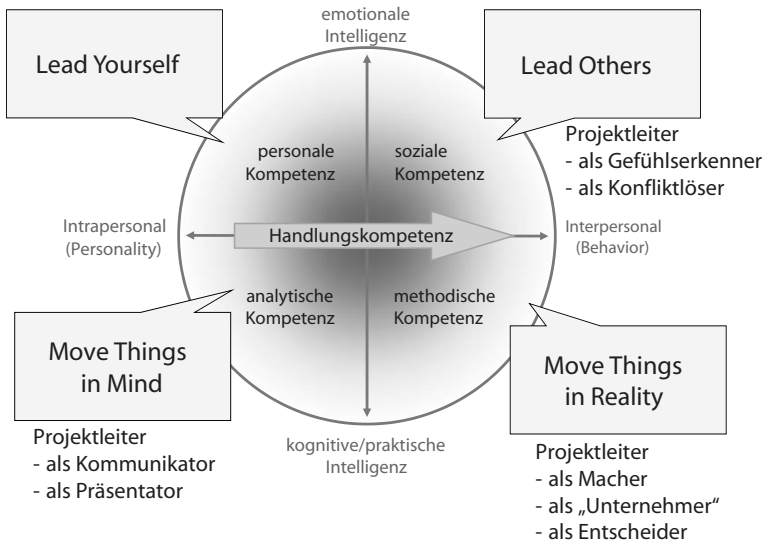 emotionale
Intelligenz
Lead Yourself
Lead Others
Projektleiter
- als Gefühlserkenner
- als Konfliktlöser
personale
Kompetenz
soziale
Kompetenz
Intrapersonal
(Personality)
Handlungskompetenz
Interpersonal
(Behavior)
analytische
Kompetenz
methodische
Kompetenz
Move Things
in Mind
Projektleiter
- als Kommunikator
- als Präsentator
kognitive/praktische
Intelligenz
Move Things
in Reality
Projektleiter
- als Macher
- als „Unternehmer“
- als Entscheider